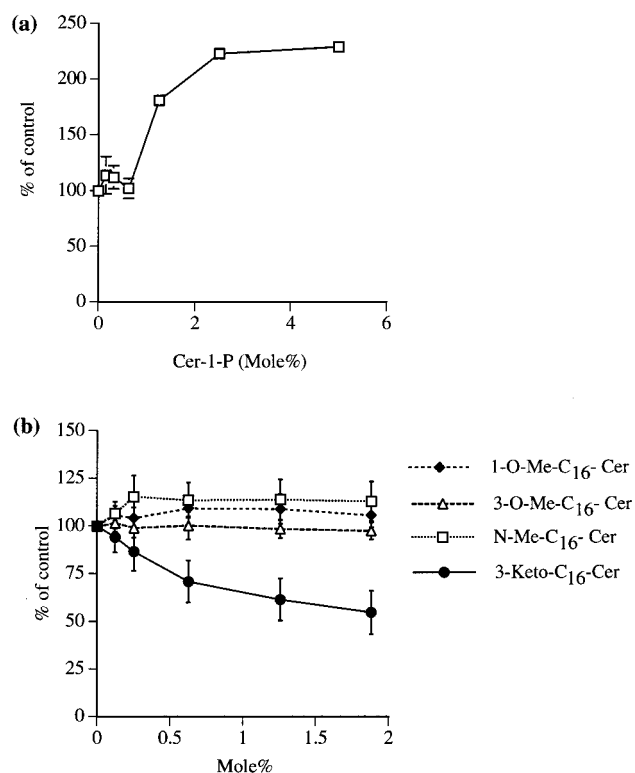 (a)
250
200
150
100
50
0
% of control
0 2 4 6
Cer-1-P (Mole%)
(b)
150
125
100
75
50
25
0
% of control
0 0.5 1 1.5 2
Mole%
1-O-Me-C16- Cer
3-O-Me-C16- Cer
N-Me-C16- Cer
3-Keto-C16-Cer